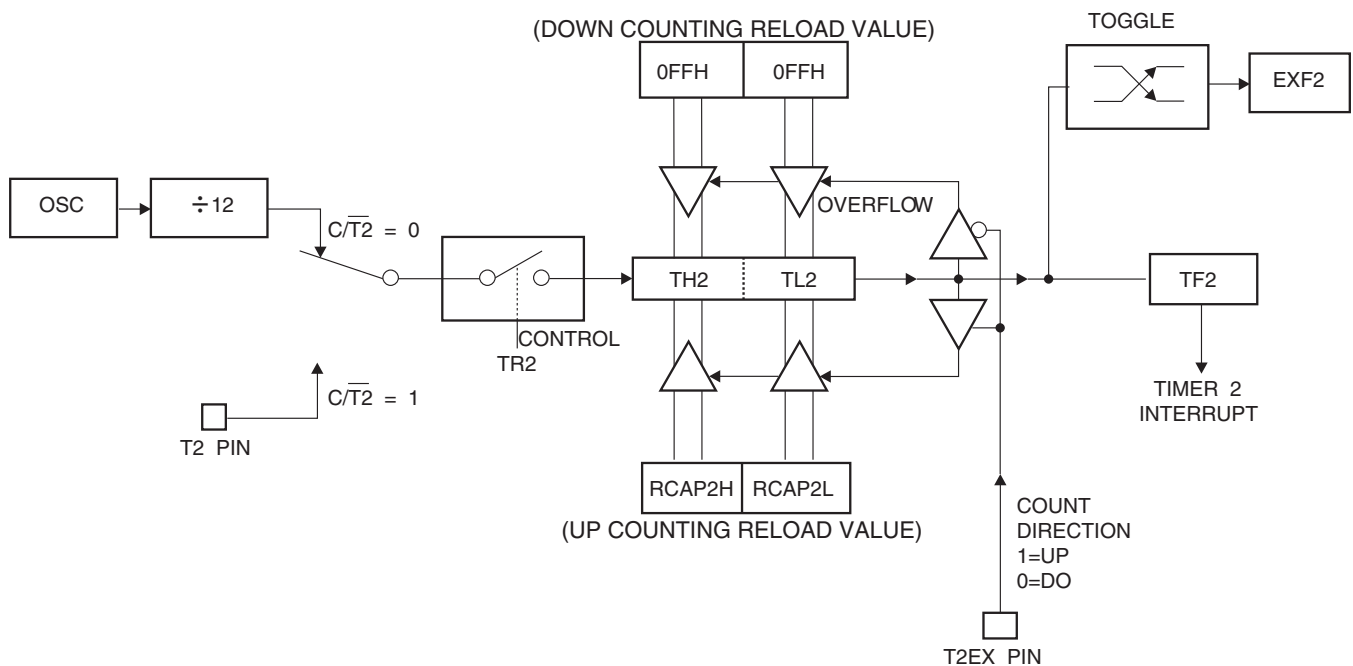 (DOWN COUNTING RELOAD VALUE)
0FFH 0FFH
TOGGLE
EXF2
OSC
÷12
C/T2̅ = 0
OVERFLOW
TH2 TL2
TF2
CONTROL
TR2
C/T2̅ = 1
T2 PIN
TIMER 2
INTERRUPT
RCAP2H RCAP2L
(UP COUNTING RELOAD VALUE)
COUNT
DIRECTION
1=UP
0=DO
T2EX PIN